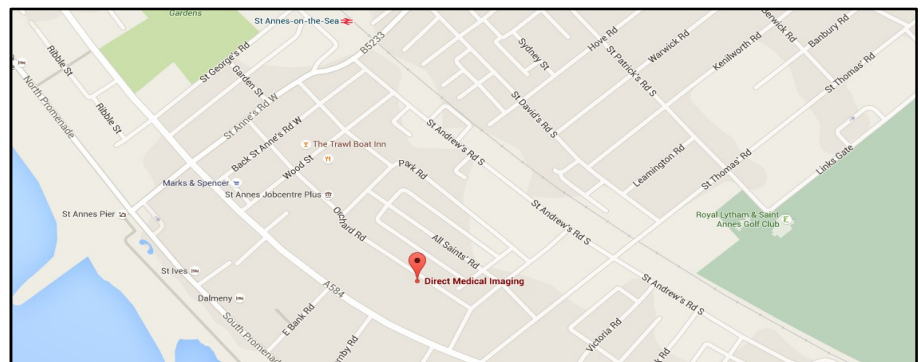 Gardens
St Annes-on-the-Sea
B5233
Ribble St
St George's Rd
Garden St
North Promenade
Ribble St
St Anne's Rd W
Back St Anne's Rd W
Wood St
The Trawl Boat Inn
Sydney St
Hove Rd
St Patrick's Rd S
Warwick Rd
Kenilworth Rd
Banbury Rd
St Thomas' Rd
St David's Rd S
St Andrew's Rd S
Park Rd
Marks & Spencer
St Annes Jobcentre Plus
St Annes Pier
Leamington Rd
St Thomas' Rd
Links Gate
Orchard Rd
All Saints' Rd
St Andrew's Rd S
Royal Lytham & Saint
Annes Golf Club
St Ives
Direct Medical Imaging
Dalmeny
A584
St Andrew's Rd S
South Promenade
E Bank Rd
Victoria Rd